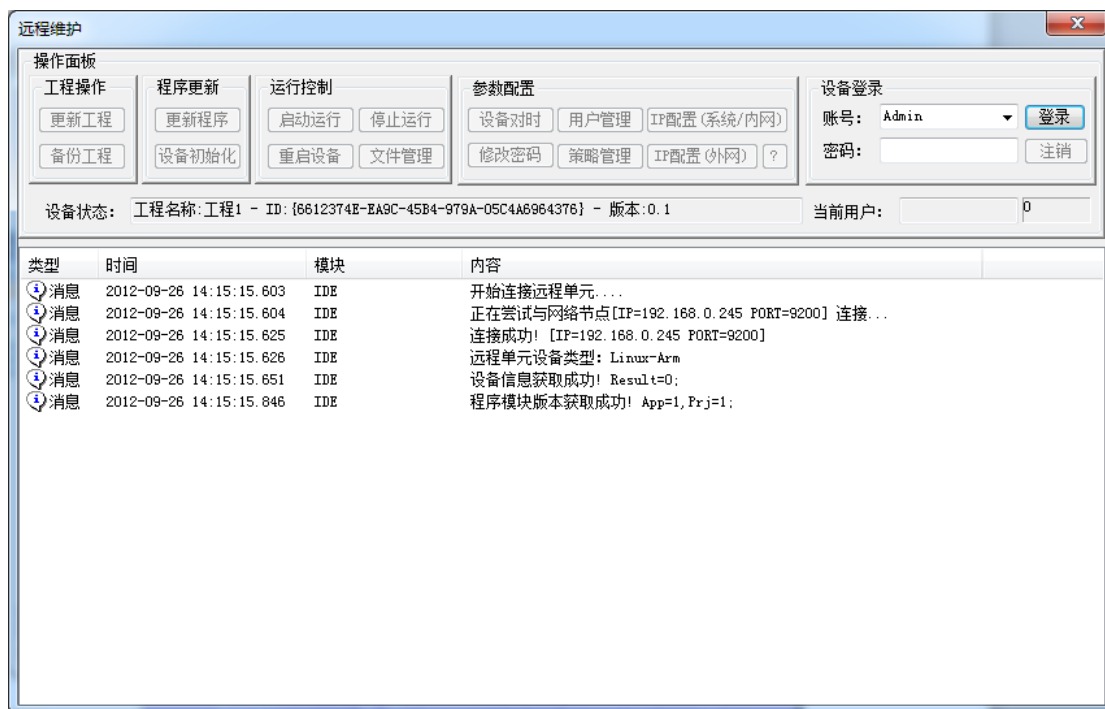 远程维护
操作面板
工程操作 程序更新 运行控制 参数配置 设备登录
更新工程 更新程序 启动运行 停止运行 设备对时 用户管理 IP配置(系统/内网) 账号: Admin 登录
备份工程 设备初始化 重启设备 文件管理 修改密码 策略管理 IP配置(外网) ? 密码: 注销
设备状态: 工程名称:工程1 - ID:{6612374E-EA9C-45B4-979A-05C4A6964376} - 版本:0.1 当前用户: 0
类型 时间 模块 内容
消息 2012-09-26 14:15:15.603 IDE 开始连接远程单元....
消息 2012-09-26 14:15:15.604 IDE 正在尝试与网络节点[IP=192.168.0.245 PORT=9200] 连接...
消息 2012-09-26 14:15:15.625 IDE 连接成功! [IP=192.168.0.245 PORT=9200]
消息 2012-09-26 14:15:15.626 IDE 远程单元设备类型: Linux-Arm
消息 2012-09-26 14:15:15.651 IDE 设备信息获取成功! Result=0;
消息 2012-09-26 14:15:15.846 IDE 程序模块版本获取成功! App=1,Prj=1;